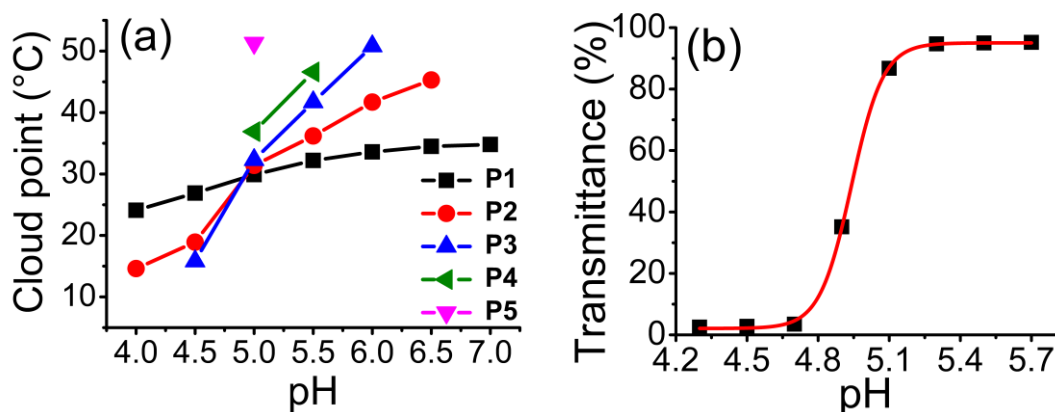 (a)
Cloud point (°C)
50
40
30
20
10
4.0 4.5 5.0 5.5 6.0 6.5 7.0
pH
P1
P2
P3
P4
P5
(b)
Transmittance (%)
100
80
60
40
20
0
4.2 4.5 4.8 5.1 5.4 5.7
pH